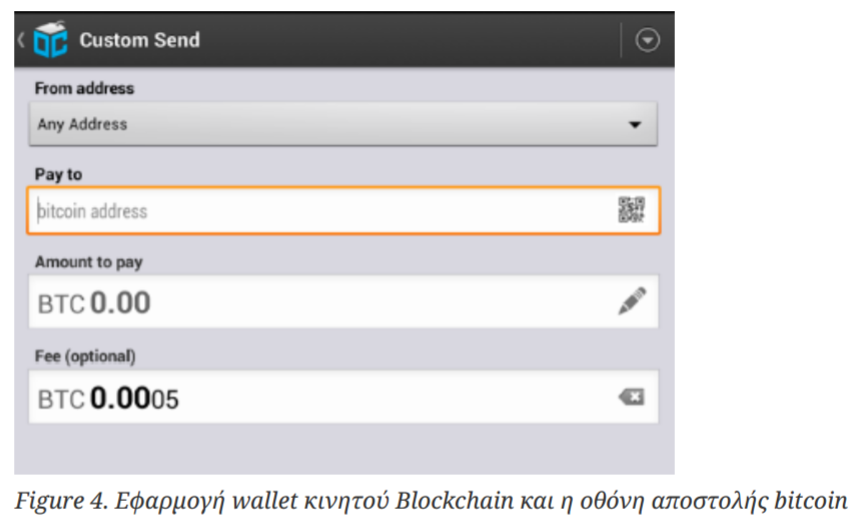 Custom Send
From address
Any Address
Pay to
bitcoin address
Amount to pay
BTC 0.00
Fee (optional)
BTC 0.0005
Figure 4. Εφαρμογή wallet κινητού Blockchain και η οθόνη αποστολής bitcoin